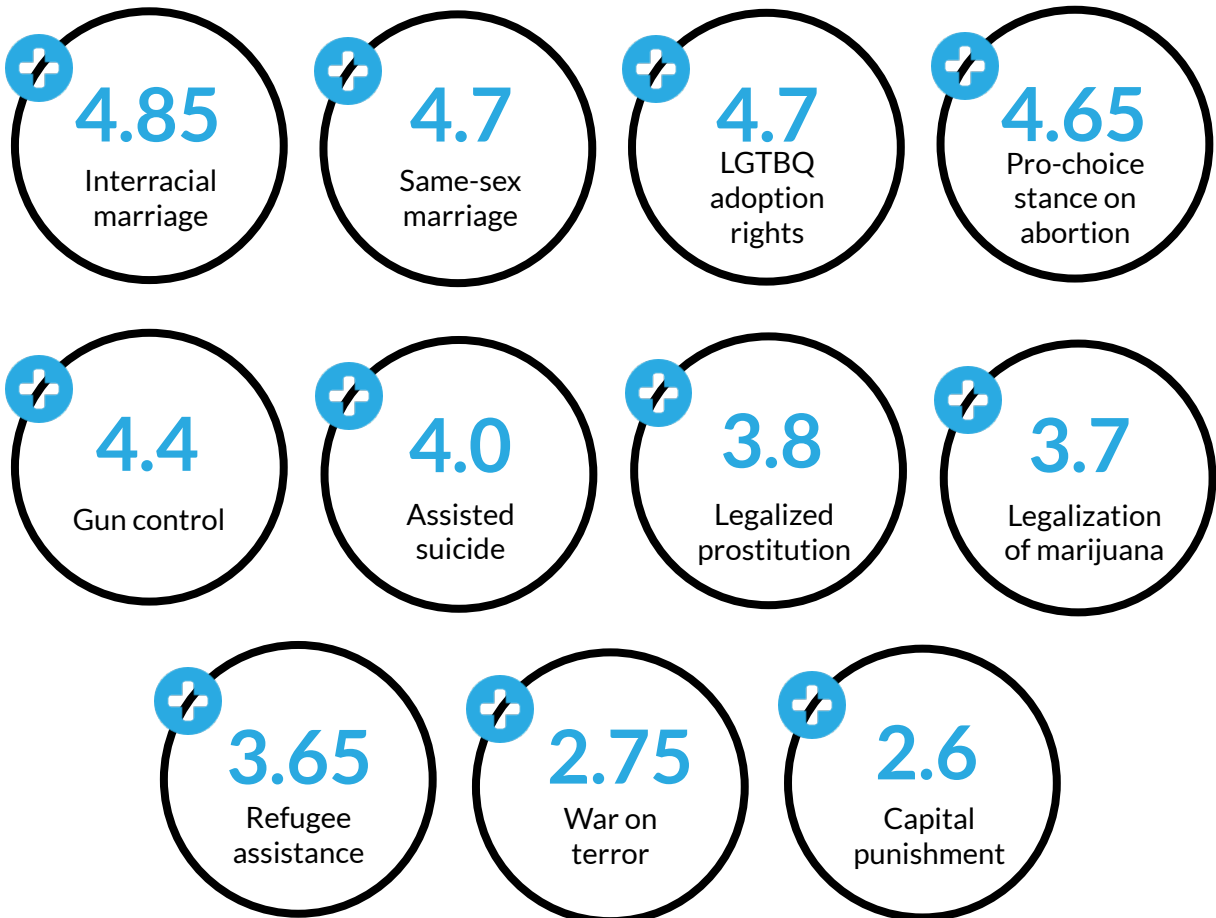 4.85
Interracial
marriage
4.7
Same-sex
marriage
4.7
LGTBQ
adoption
rights
4.65
Pro-choice
stance on
abortion
4.4
Gun control
4.0
Assisted
suicide
3.8
Legalized
prostitution
3.7
Legalization
of marijuana
3.65
Refugee
assistance
2.75
War on
terror
2.6
Capital
punishment